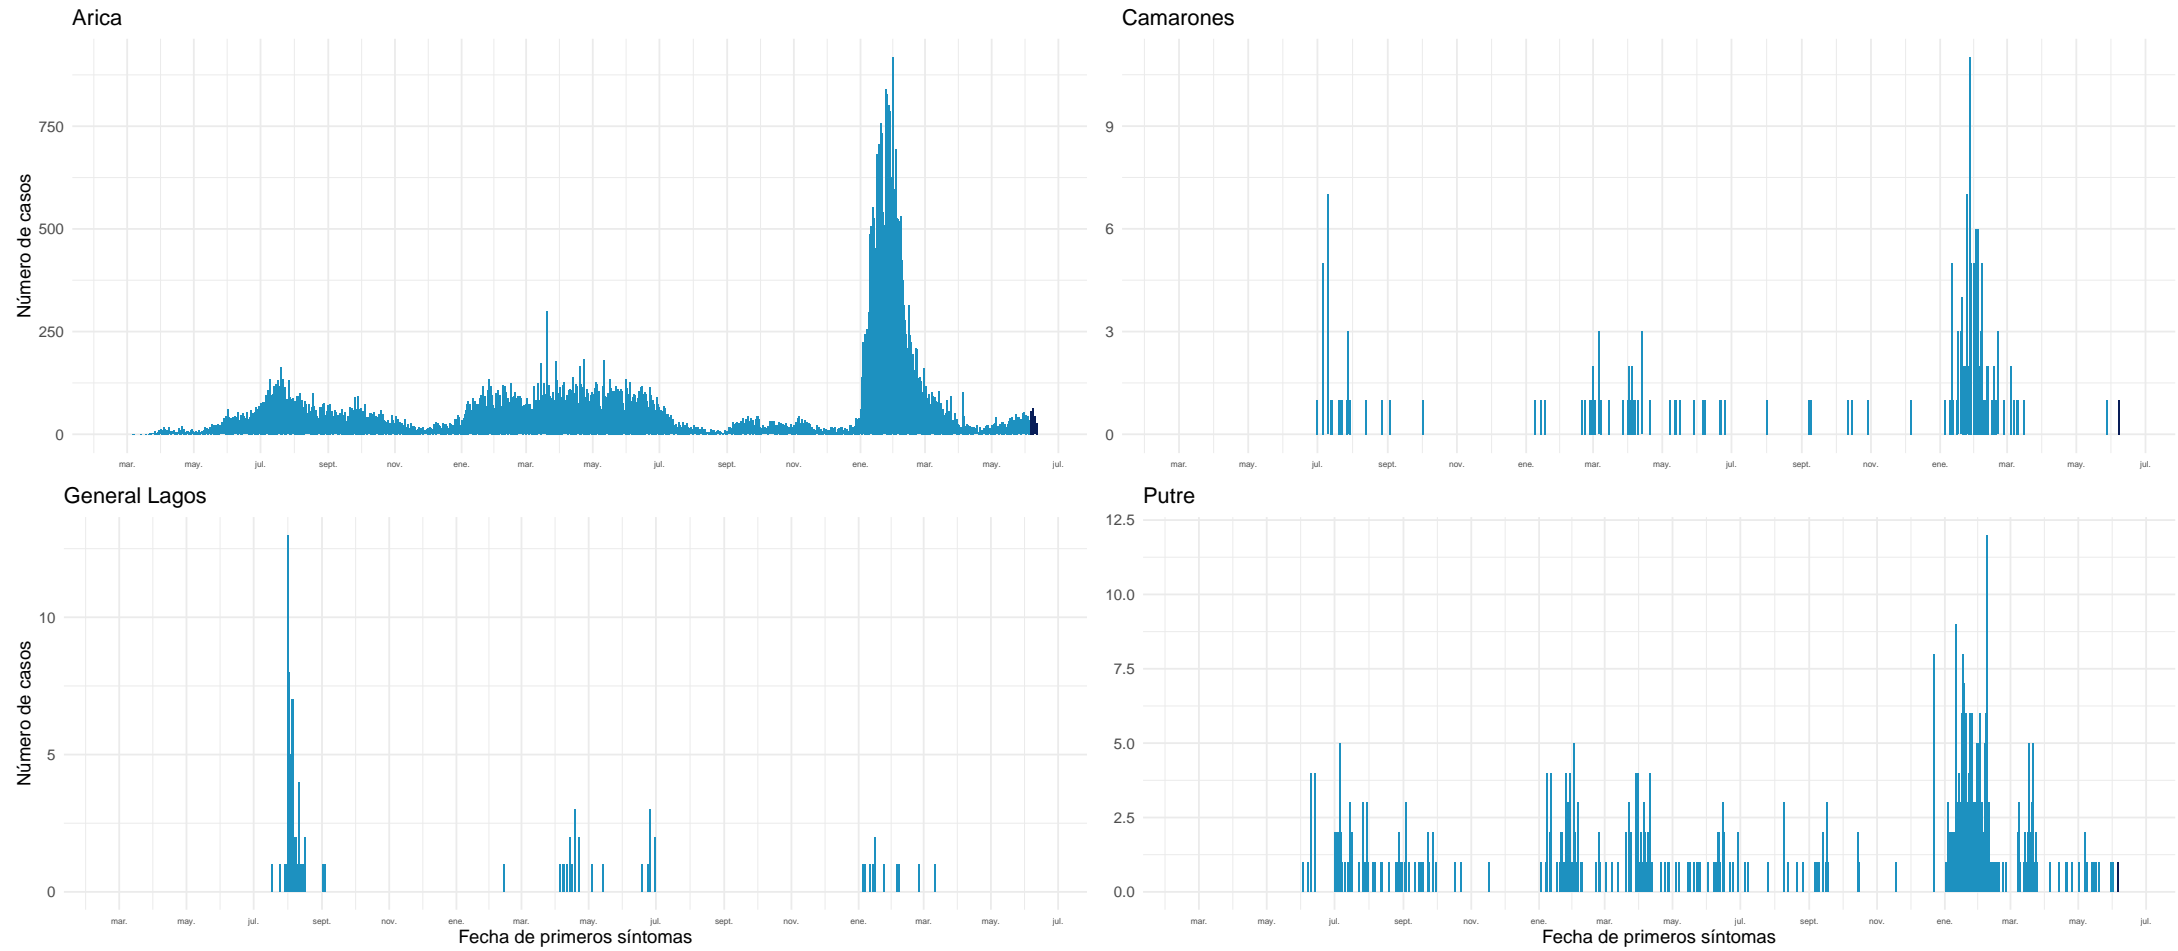 Arica
Número de casos
750
500
250
0
mar. may. jul. sept. nov. ene. mar. may. jul. sept. nov. ene. mar. may. jul.
Camarones
9
6
3
0
mar. may. jul. sept. nov. ene. mar. may. jul. sept. nov. ene. mar. may. jul.
General Lagos
Número de casos
10
5
0
mar. may. jul. sept. nov. ene. mar. may. jul. sept. nov. ene. mar. may. jul.
Fecha de primeros síntomas
Putre
12.5
10.0
7.5
5.0
2.5
0.0
mar. may. jul. sept. nov. ene. mar. may. jul. sept. nov. ene. mar. may. jul.
Fecha de primeros síntomas